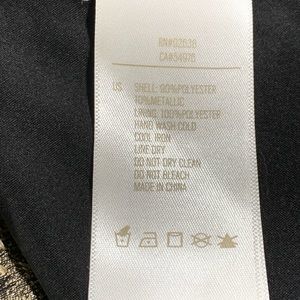 RN#92638
CA#54976
US SHELL: 90%POLYESTER
10%METALLIC
LINING: 100%POLYESTER
HAND WASH COLD
COOL IRON
LINE DRY
DO NOT DRY CLEAN
DO NOT BLEACH
MADE IN CHINA